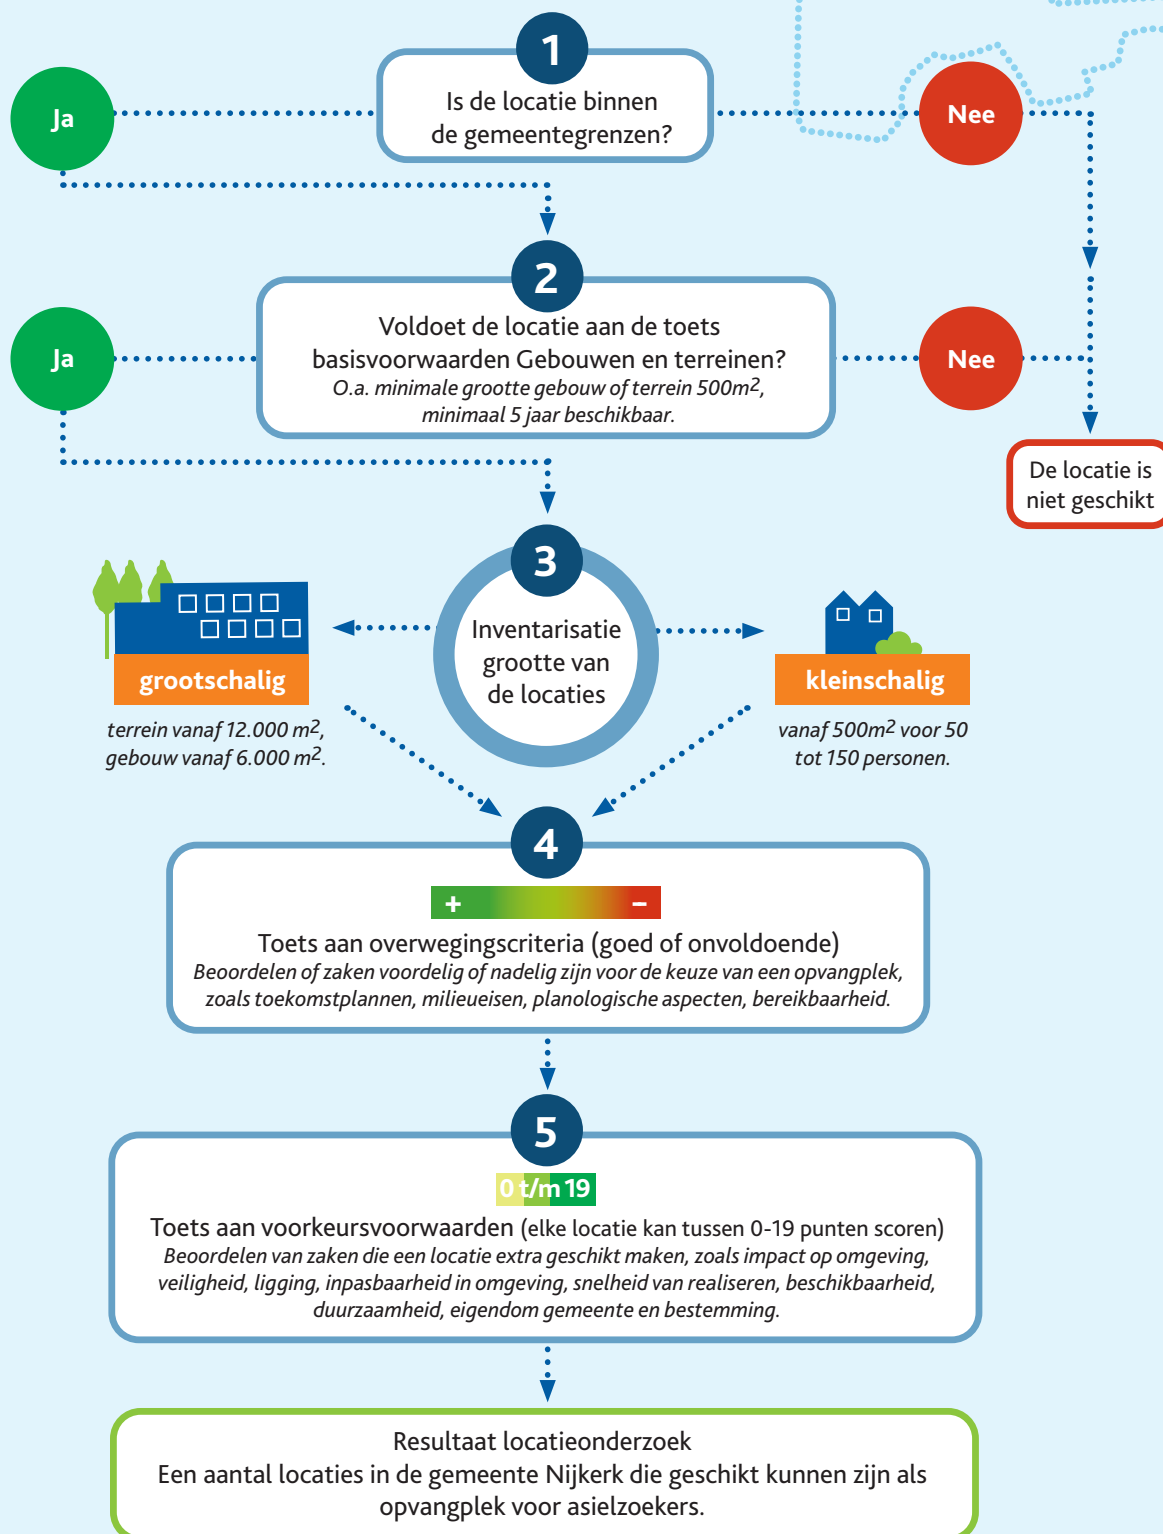 1
Is de locatie binnen
de gemeentegrenzen?
Ja
Nee
2
Voldoet de locatie aan de toets
basisvoorwaarden Gebouwen en terreinen?
O.a. minimale grootte gebouw of terrein 500m²,
minimaal 5 jaar beschikbaar.
Ja
Nee
De locatie is
niet geschikt
3
Inventarisatie
grootte van
de locaties
grootschalig
terrein vanaf 12.000 m²,
gebouw vanaf 6.000 m².
kleinschalig
vanaf 500m² voor 50
tot 150 personen.
4
+ –
Toets aan overwegingscriteria (goed of onvoldoende)
Beoordelen of zaken voordelig of nadelig zijn voor de keuze van een opvangplek,
zoals toekomstplannen, milieueisen, planologische aspecten, bereikbaarheid.
5
0 t/m 19
Toets aan voorkeursvoorwaarden (elke locatie kan tussen 0-19 punten scoren)
Beoordelen van zaken die een locatie extra geschikt maken, zoals impact op omgeving,
veiligheid, ligging, inpasbaarheid in omgeving, snelheid van realiseren, beschikbaarheid,
duurzaamheid, eigendom gemeente en bestemming.
Resultaat locatieonderzoek
Een aantal locaties in de gemeente Nijkerk die geschikt kunnen zijn als
opvangplek voor asielzoekers.